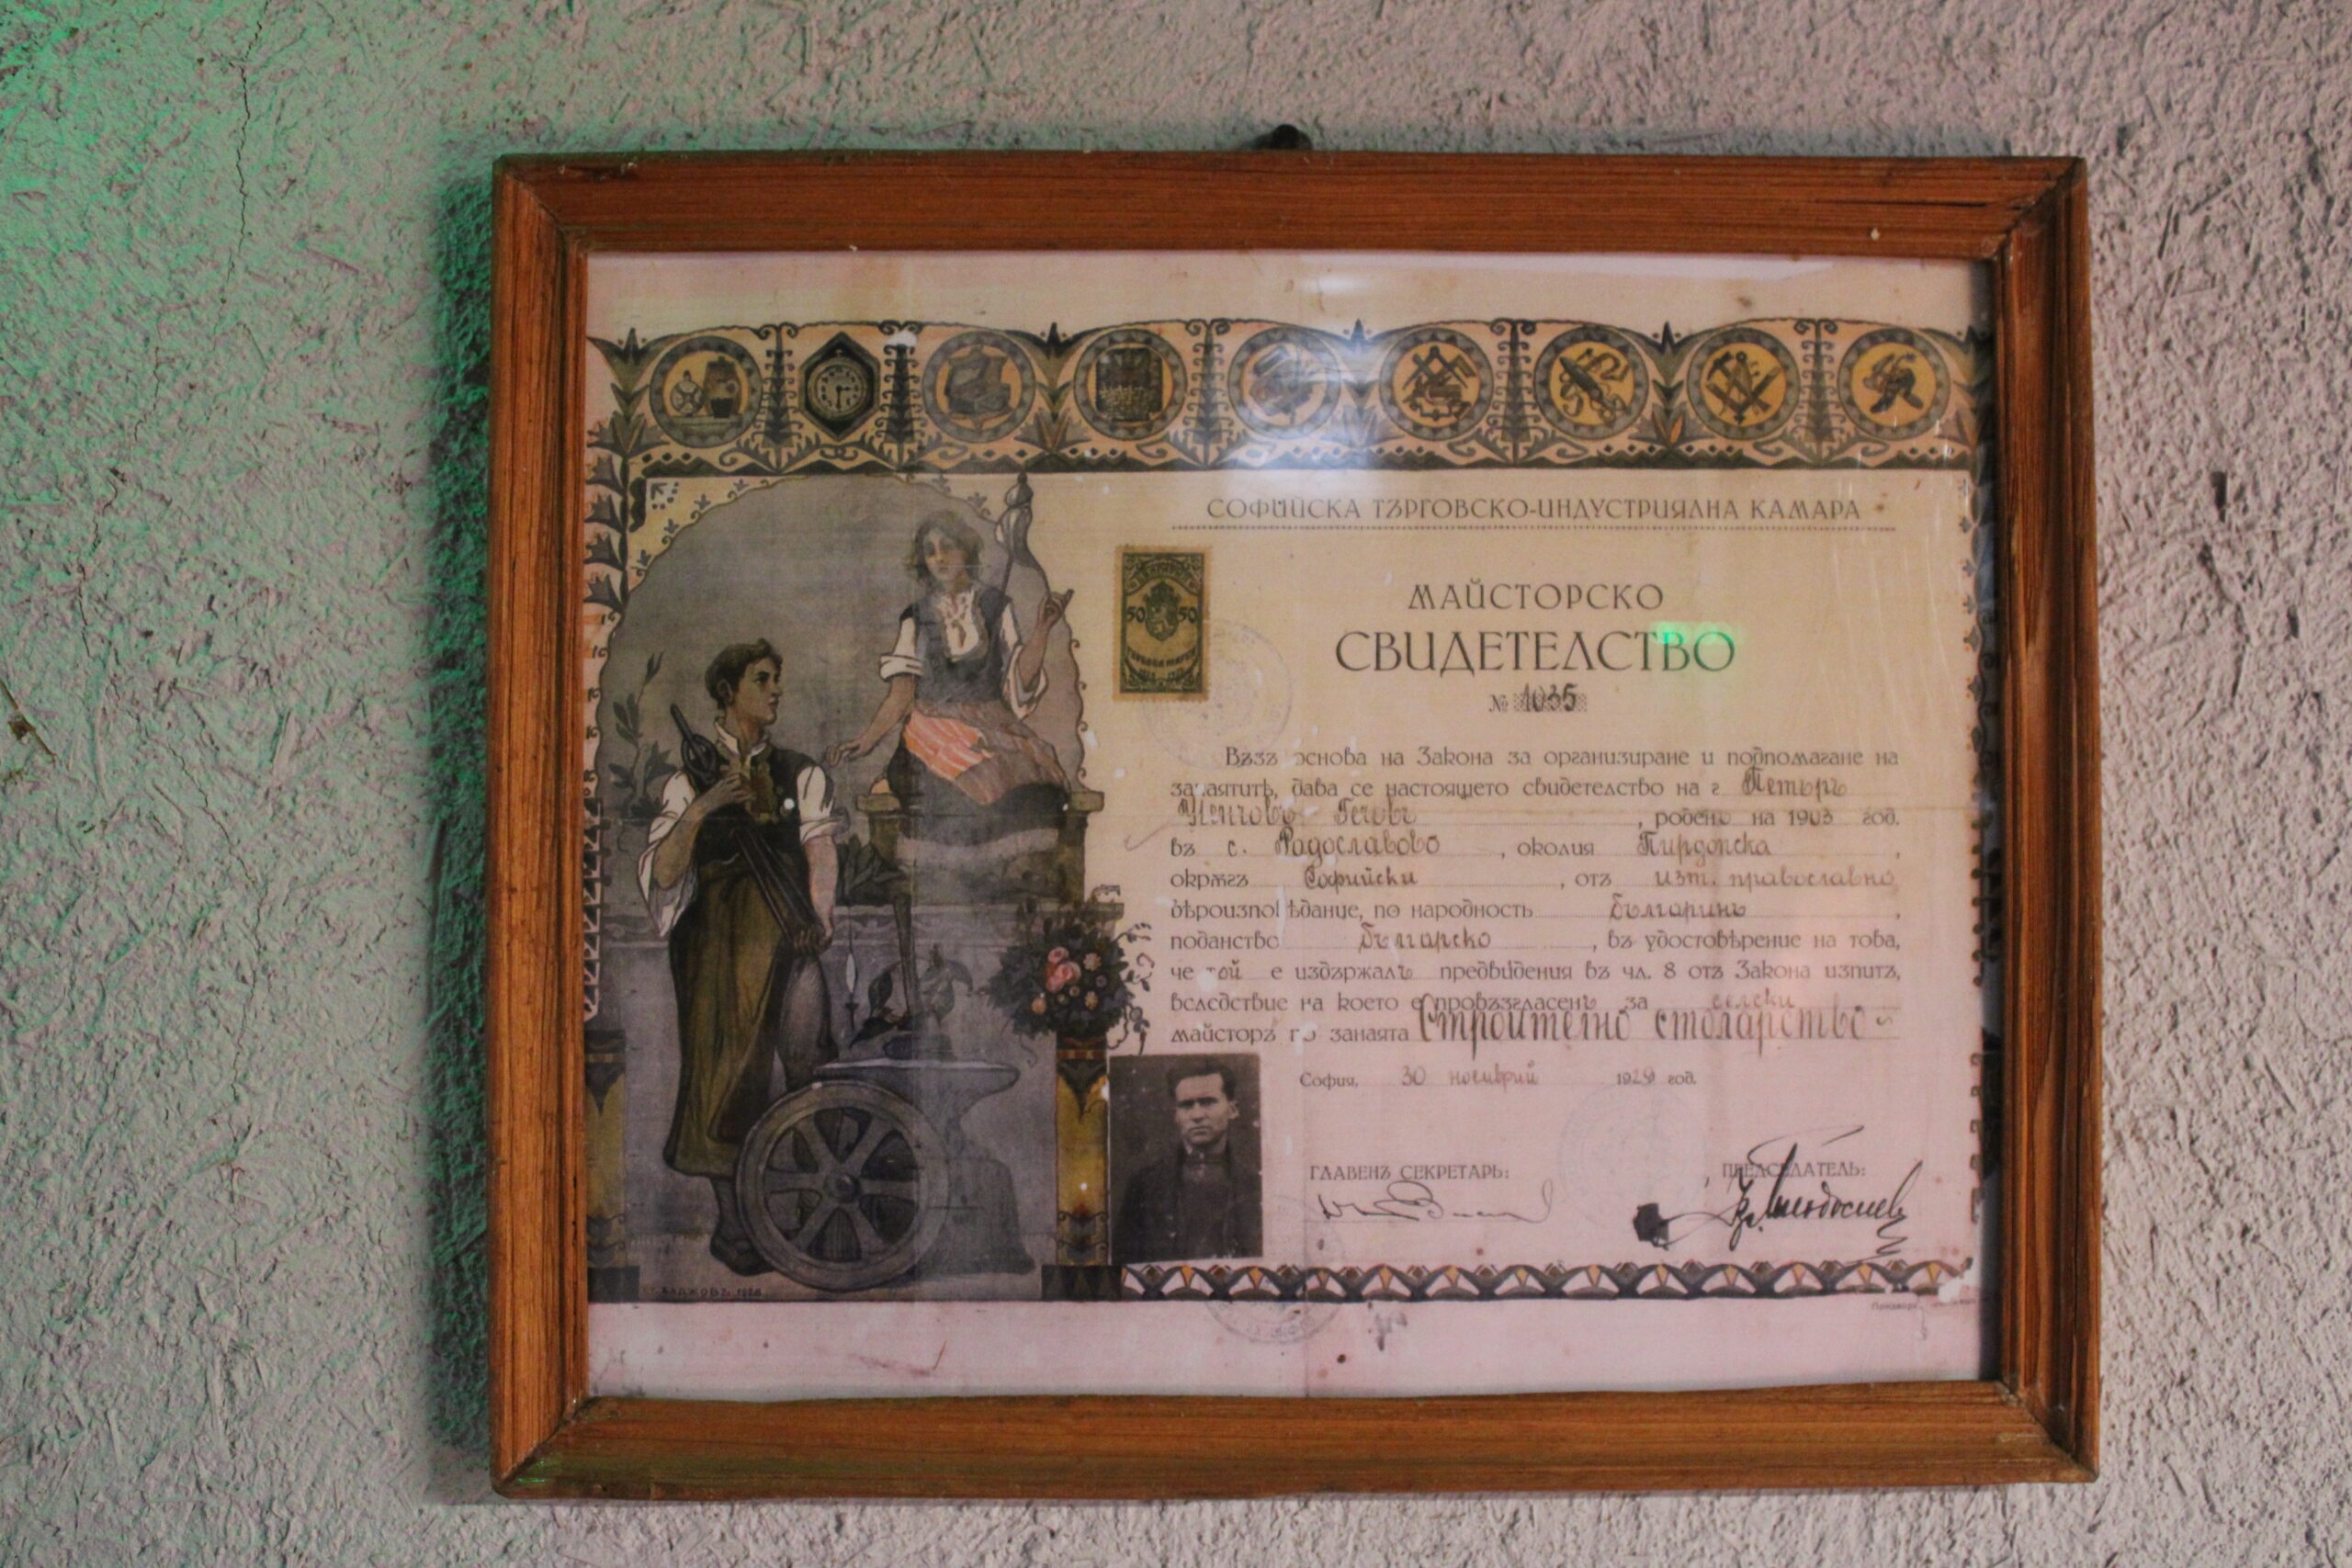 СОФИЙСКА ТЪРГОВСКО-ИНДУСТРИЯЛНА КАМАРА
50 50
МАЙСТОРСКО
СВИДЕТЕЛСТВО
№ 1035
Възъ основа на Закона за организиране и подпомагане на
занаятитѣ, дава се настоящето свидетелство на г Петъръ
Гечовъ, роденъ на 1903 год.
въ с. Радославово, околия Пирдопска,
окрѫгъ Софийски, отъ изт. православно
вѣроизповѣдание, по народность българинъ,
поданство българско, въ удостовѣрение на това,
че той е издържалъ предвидения въ чл. 8 отъ Закона изпитъ,
вследствие на което е провъзгласенъ за селски
майсторъ по занаята Строително столарство
София, 30 ноемврий 1929 год.
ГЛАВЕНЪ СЕКРЕТАРЬ: ПРЕДСЕДАТЕЛЬ: